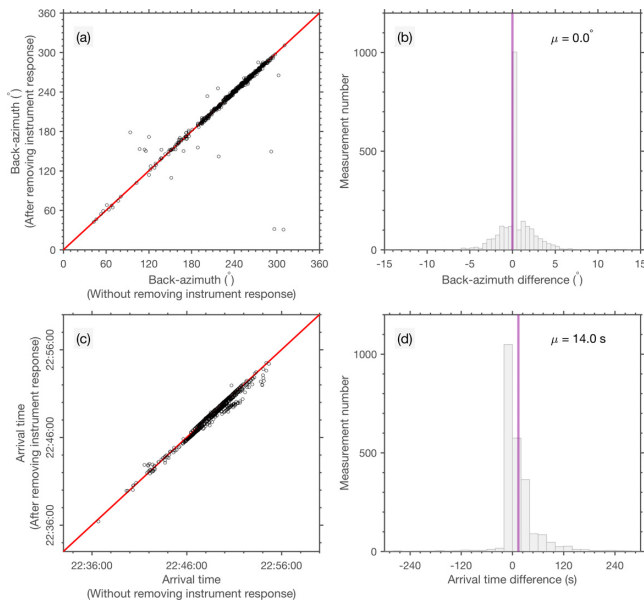 (a)
360
300
240
180
120
60
0
Back-azimuth (°)
(After removing instrument response)
0 60 120 180 240 300 360
Back-azimuth (°)
(Without removing instrument response)
(b)
μ = 0.0°
1000
500
0
Measurement number
-15 -10 -5 0 5 10 15
Back-azimuth difference (°)
(c)
22:56:00
22:46:00
22:36:00
Arrival time
(After removing instrument response)
22:36:00 22:46:00 22:56:00
Arrival time
(Without removing instrument response)
(d)
μ = 14.0 s
1000
500
0
Measurement number
-240 -120 0 120 240
Arrival time difference (s)